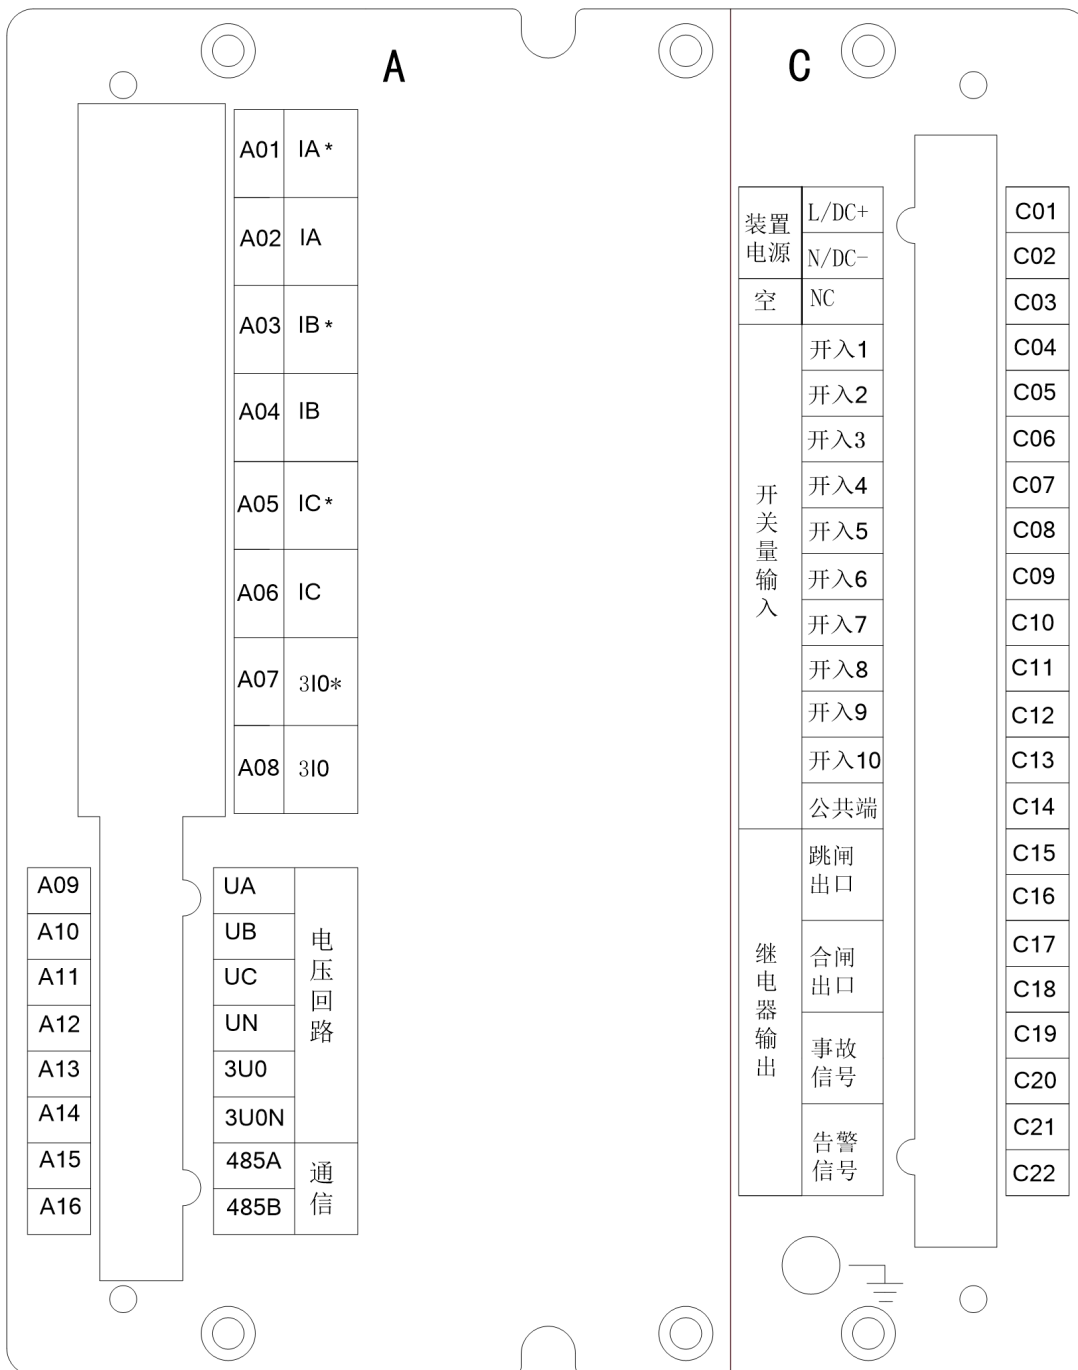 A
A01 IA*
A02 IA
A03 IB*
A04 IB
A05 IC*
A06 IC
A07 3I0*
A08 3I0
A09 UA
A10 UB
A11 UC
A12 UN
A13 3U0
A14 3U0N
电压回路
A15 485A
A16 485B
通信
C
装置
电源
L/DC+ C01
N/DC- C02
空 NC C03
开关量输入
开入1 C04
开入2 C05
开入3 C06
开入4 C07
开入5 C08
开入6 C09
开入7 C10
开入8 C11
开入9 C12
开入10 C13
公共端 C14
继电器输出
跳闸 C15
出口 C16
合闸 C17
出口 C18
事故 C19
信号 C20
告警 C21
信号 C22